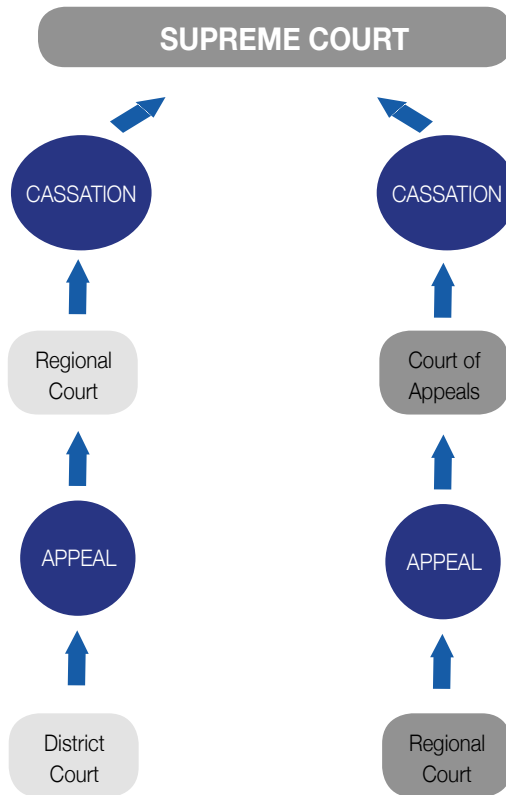 SUPREME COURT
CASSATION
CASSATION
Regional
Court
Court of
Appeals
APPEAL
APPEAL
District
Court
Regional
Court